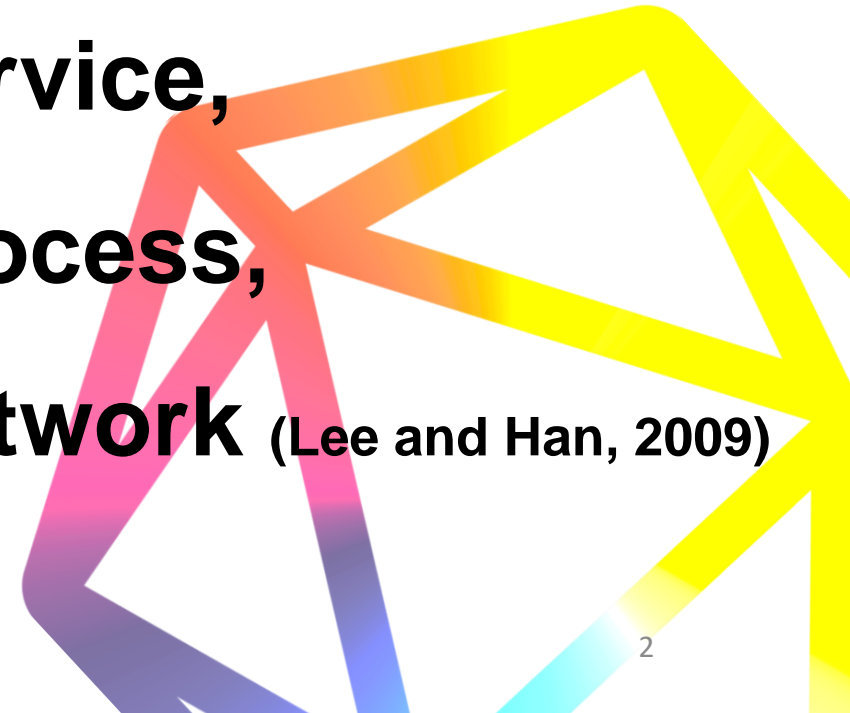 rvice,
ocess,
twork (Lee and Han, 2009)
2